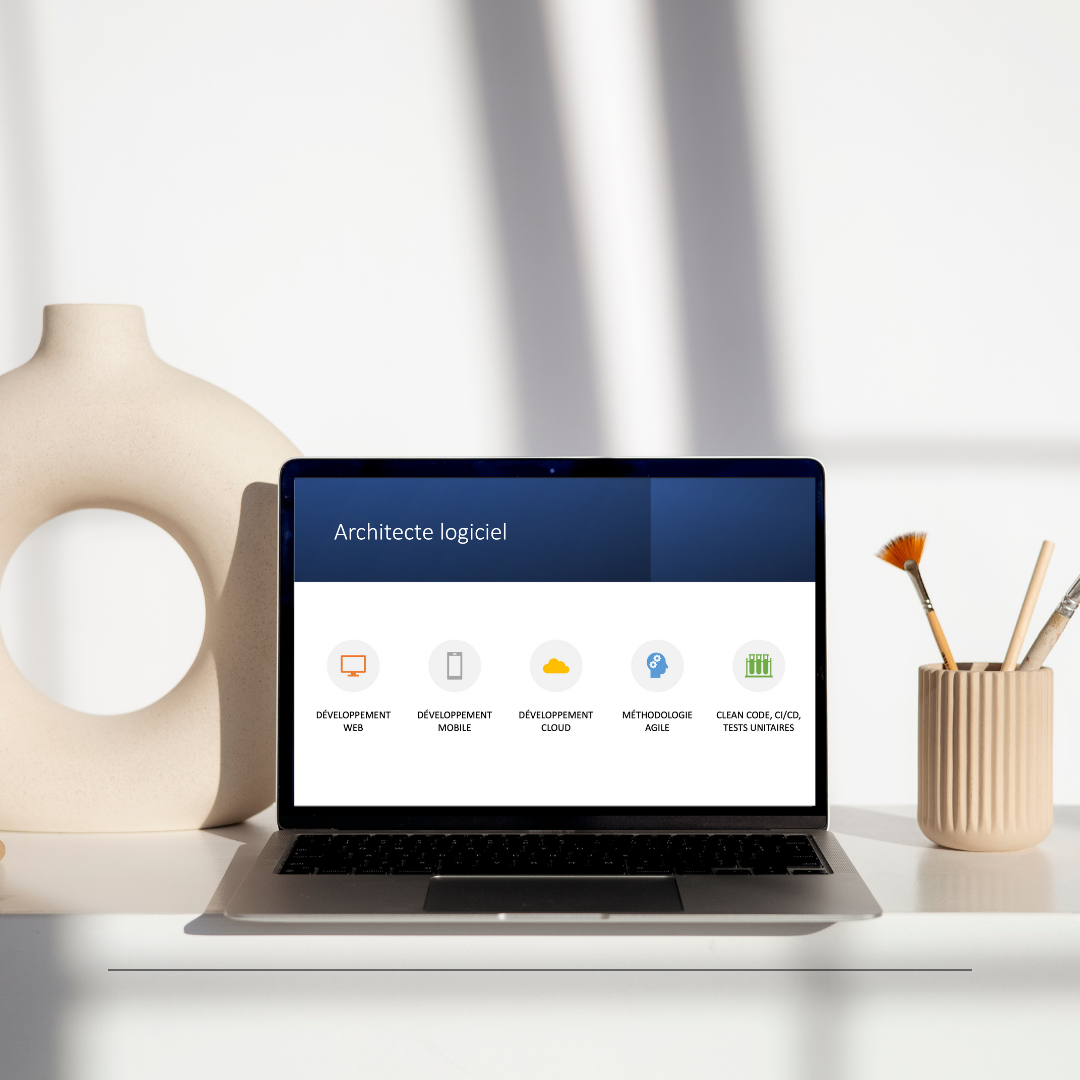 Architecte logiciel
DÉVELOPPEMENT
WEB
DÉVELOPPEMENT
MOBILE
DÉVELOPPEMENT
CLOUD
MÉTHODOLOGIE
AGILE
CLEAN CODE, CI/CD,
TESTS UNITAIRES